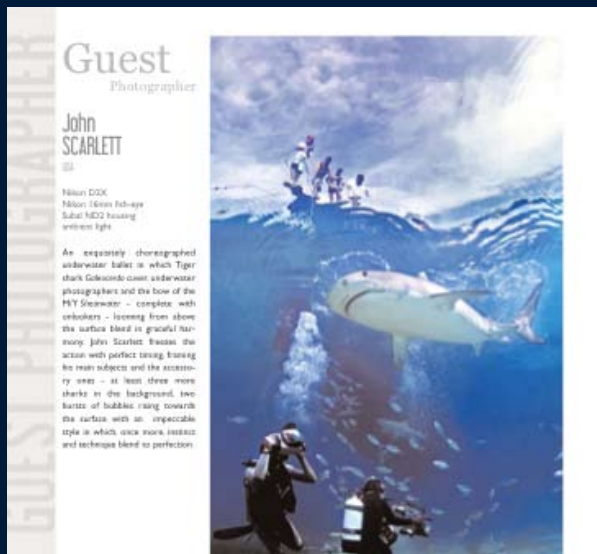 GUEST PHOTOGRAPHER
Guest
Photographer
John
SCARLETT
USA
Nikon D2X
Nikon 16mm fish-eye
Subal ND2 housing
ambient light
An exquisitely choreographed
underwater ballet in which Tiger
shark Galeocerdo cuvier, underwater
photographers and the bow of the
M/Y Shearwater - complete with
onlookers - looming from above
the surface blend in graceful har-
mony. John Scarlett freezes the
action with perfect timing, framing
his main subjects and the accesso-
ry ones - at least three more
sharks in the background, two
bursts of bubbles rising towards
the surface with an impeccable
style in which, once more, instinct
and technique blend to perfection.